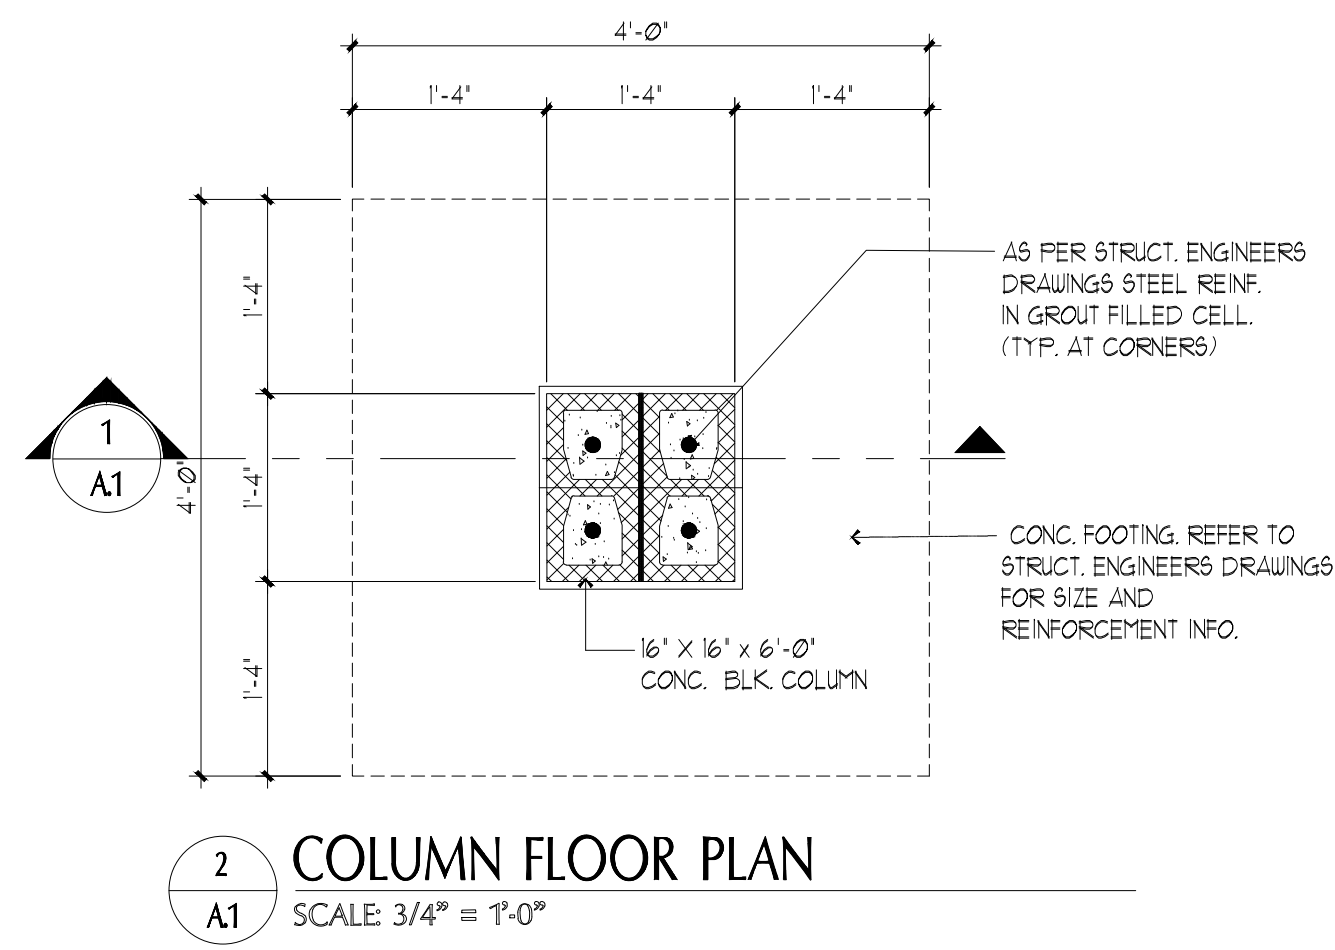 4'-0"
1'-4"
1'-4"
1'-4"
AS PER STRUCT. ENGINEERS
DRAWINGS STEEL REINF.
IN GROUT FILLED CELL.
(TYP. AT CORNERS)
1'-4"
1
A.1
4'-0"
1'-4"
CONC. FOOTING. REFER TO
STRUCT. ENGINEERS DRAWINGS
FOR SIZE AND
REINFORCEMENT INFO.
1'-4"
16" X 16" x 6'-0"
CONC. BLK. COLUMN
2
A.1
COLUMN FLOOR PLAN
SCALE: 3/4" = 1'-0"